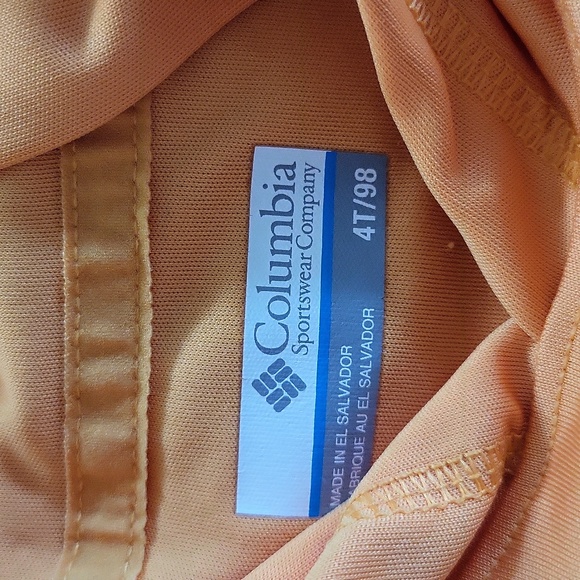 Columbia
Sportswear Company
4T/98
MADE IN EL SALVADOR
FABRIQUE AU EL SALVADOR